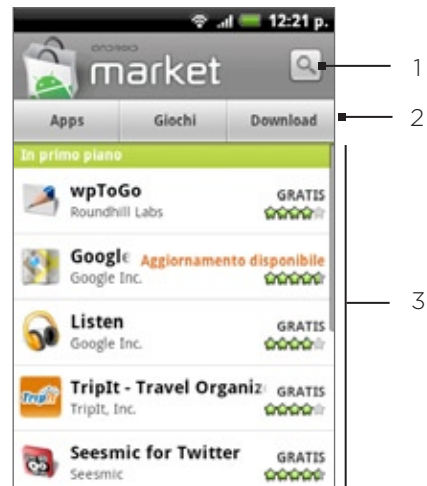 12:21 p.
android
market
1
Apps Giochi Download
2
In primo piano
wpToGo GRATIS
Roundhill Labs
Google Aggiornamento disponibile
Google Inc.
Listen GRATIS
Google Inc.
3
TripIt - Travel Organiz GRATIS
TripIt
TripIt, Inc.
Seesmic for Twitter GRATIS
Seesmic